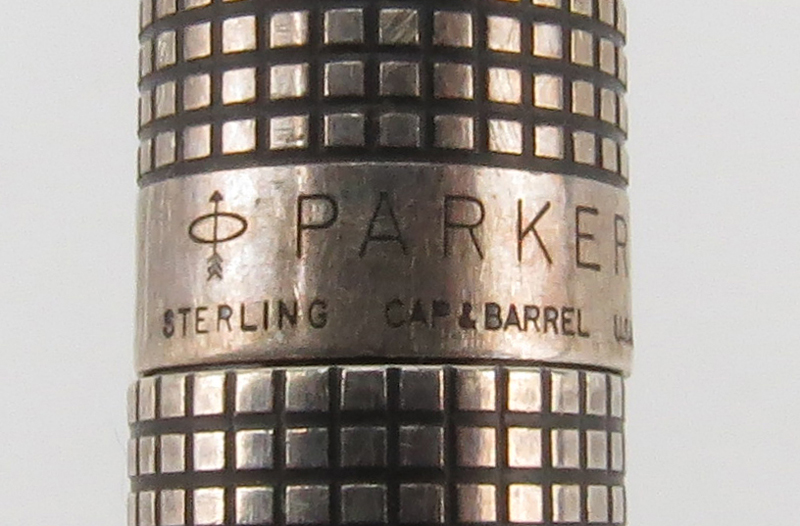 PARKER
STERLING CAP & BARREL U.S.A